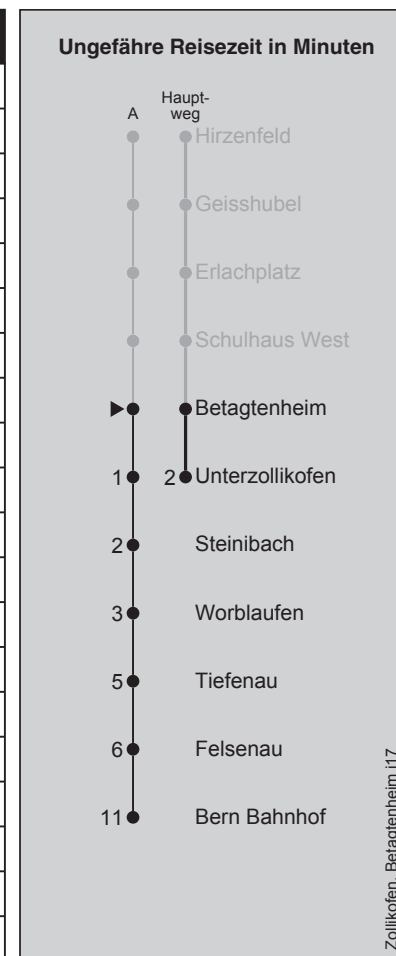 Ungefähre Reisezeit in Minuten
A
Haupt-
weg
Hirzenfeld
Geisshubel
Erlachplatz
Schulhaus West
Betagtenheim
1 2 Unterzollikofen
2 Steinibach
3 Worblaufen
5 Tiefenau
6 Felsenau
11 Bern Bahnhof
Zollikofen, Betagtenheim i17